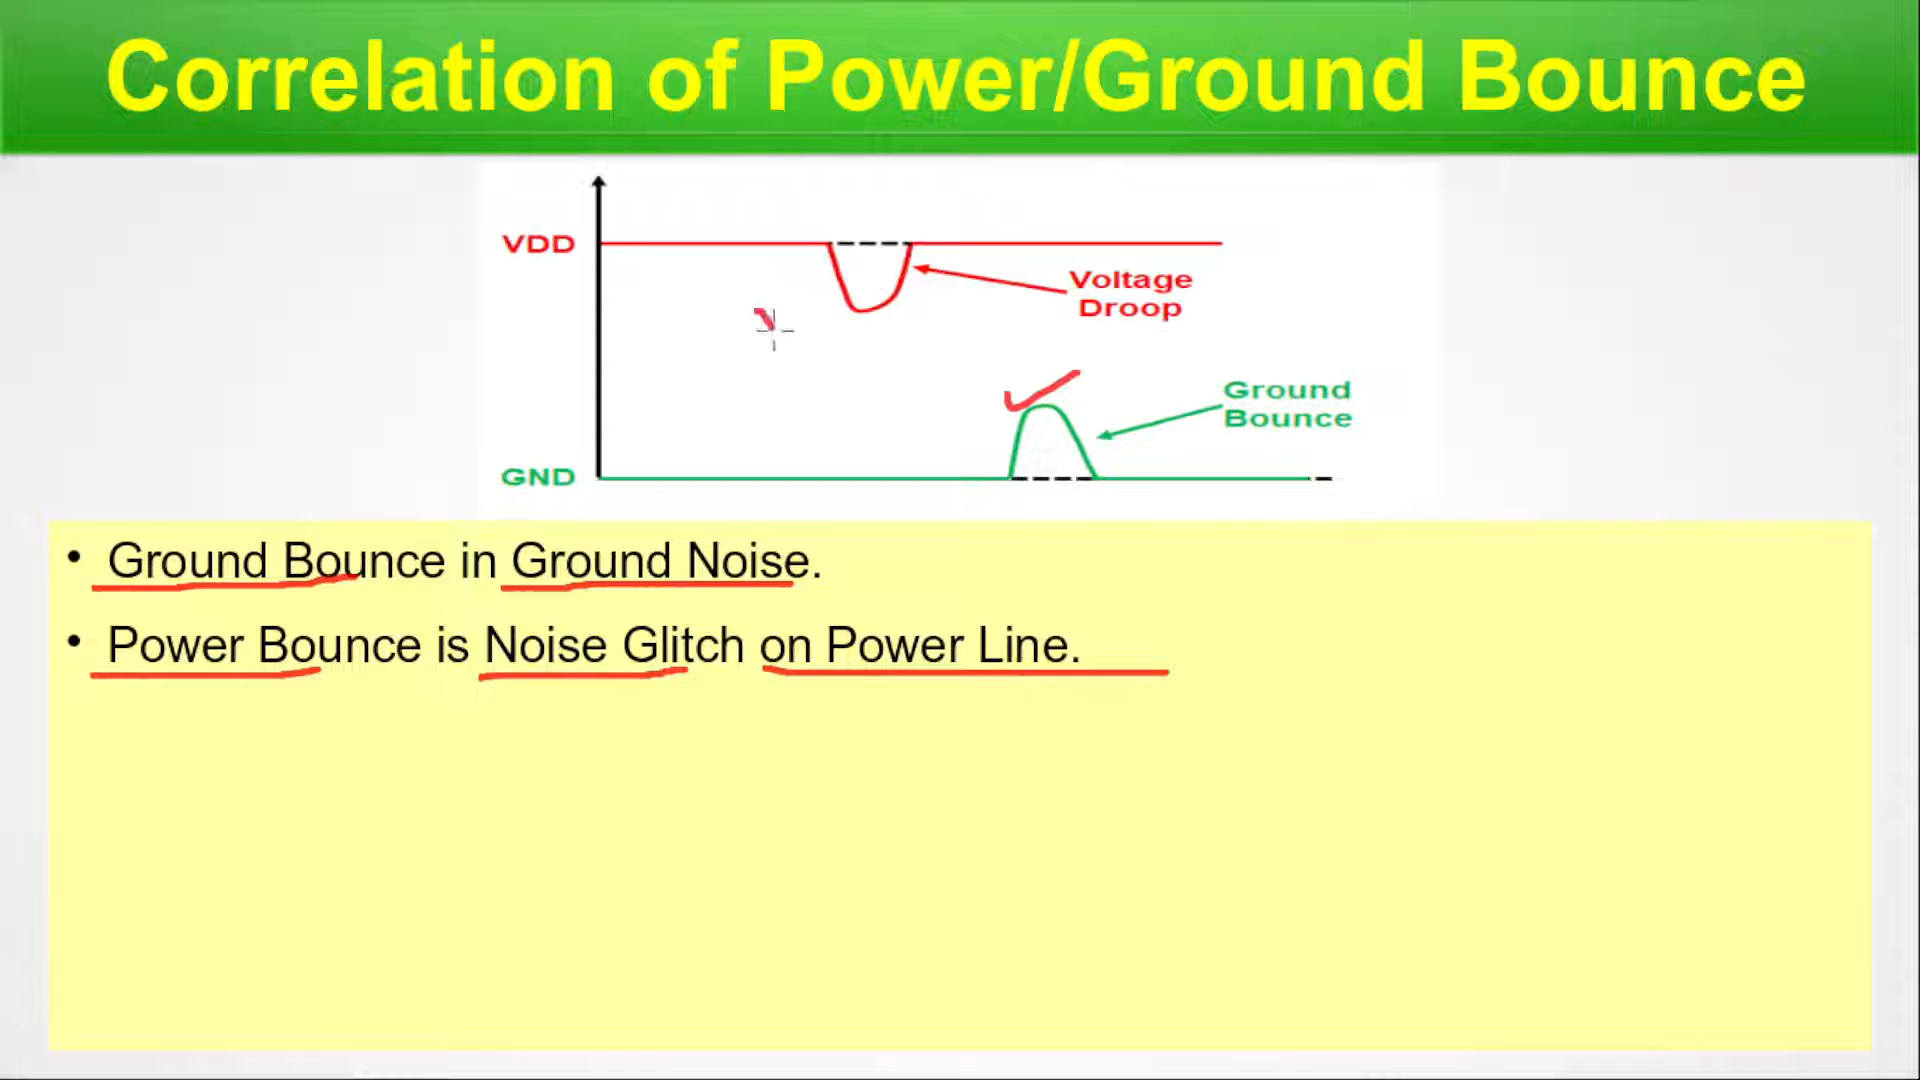 Correlation of Power/Ground Bounce
VDD
Voltage
Droop
Ground
Bounce
GND
• Ground Bounce in Ground Noise.
• Power Bounce is Noise Glitch on Power Line.